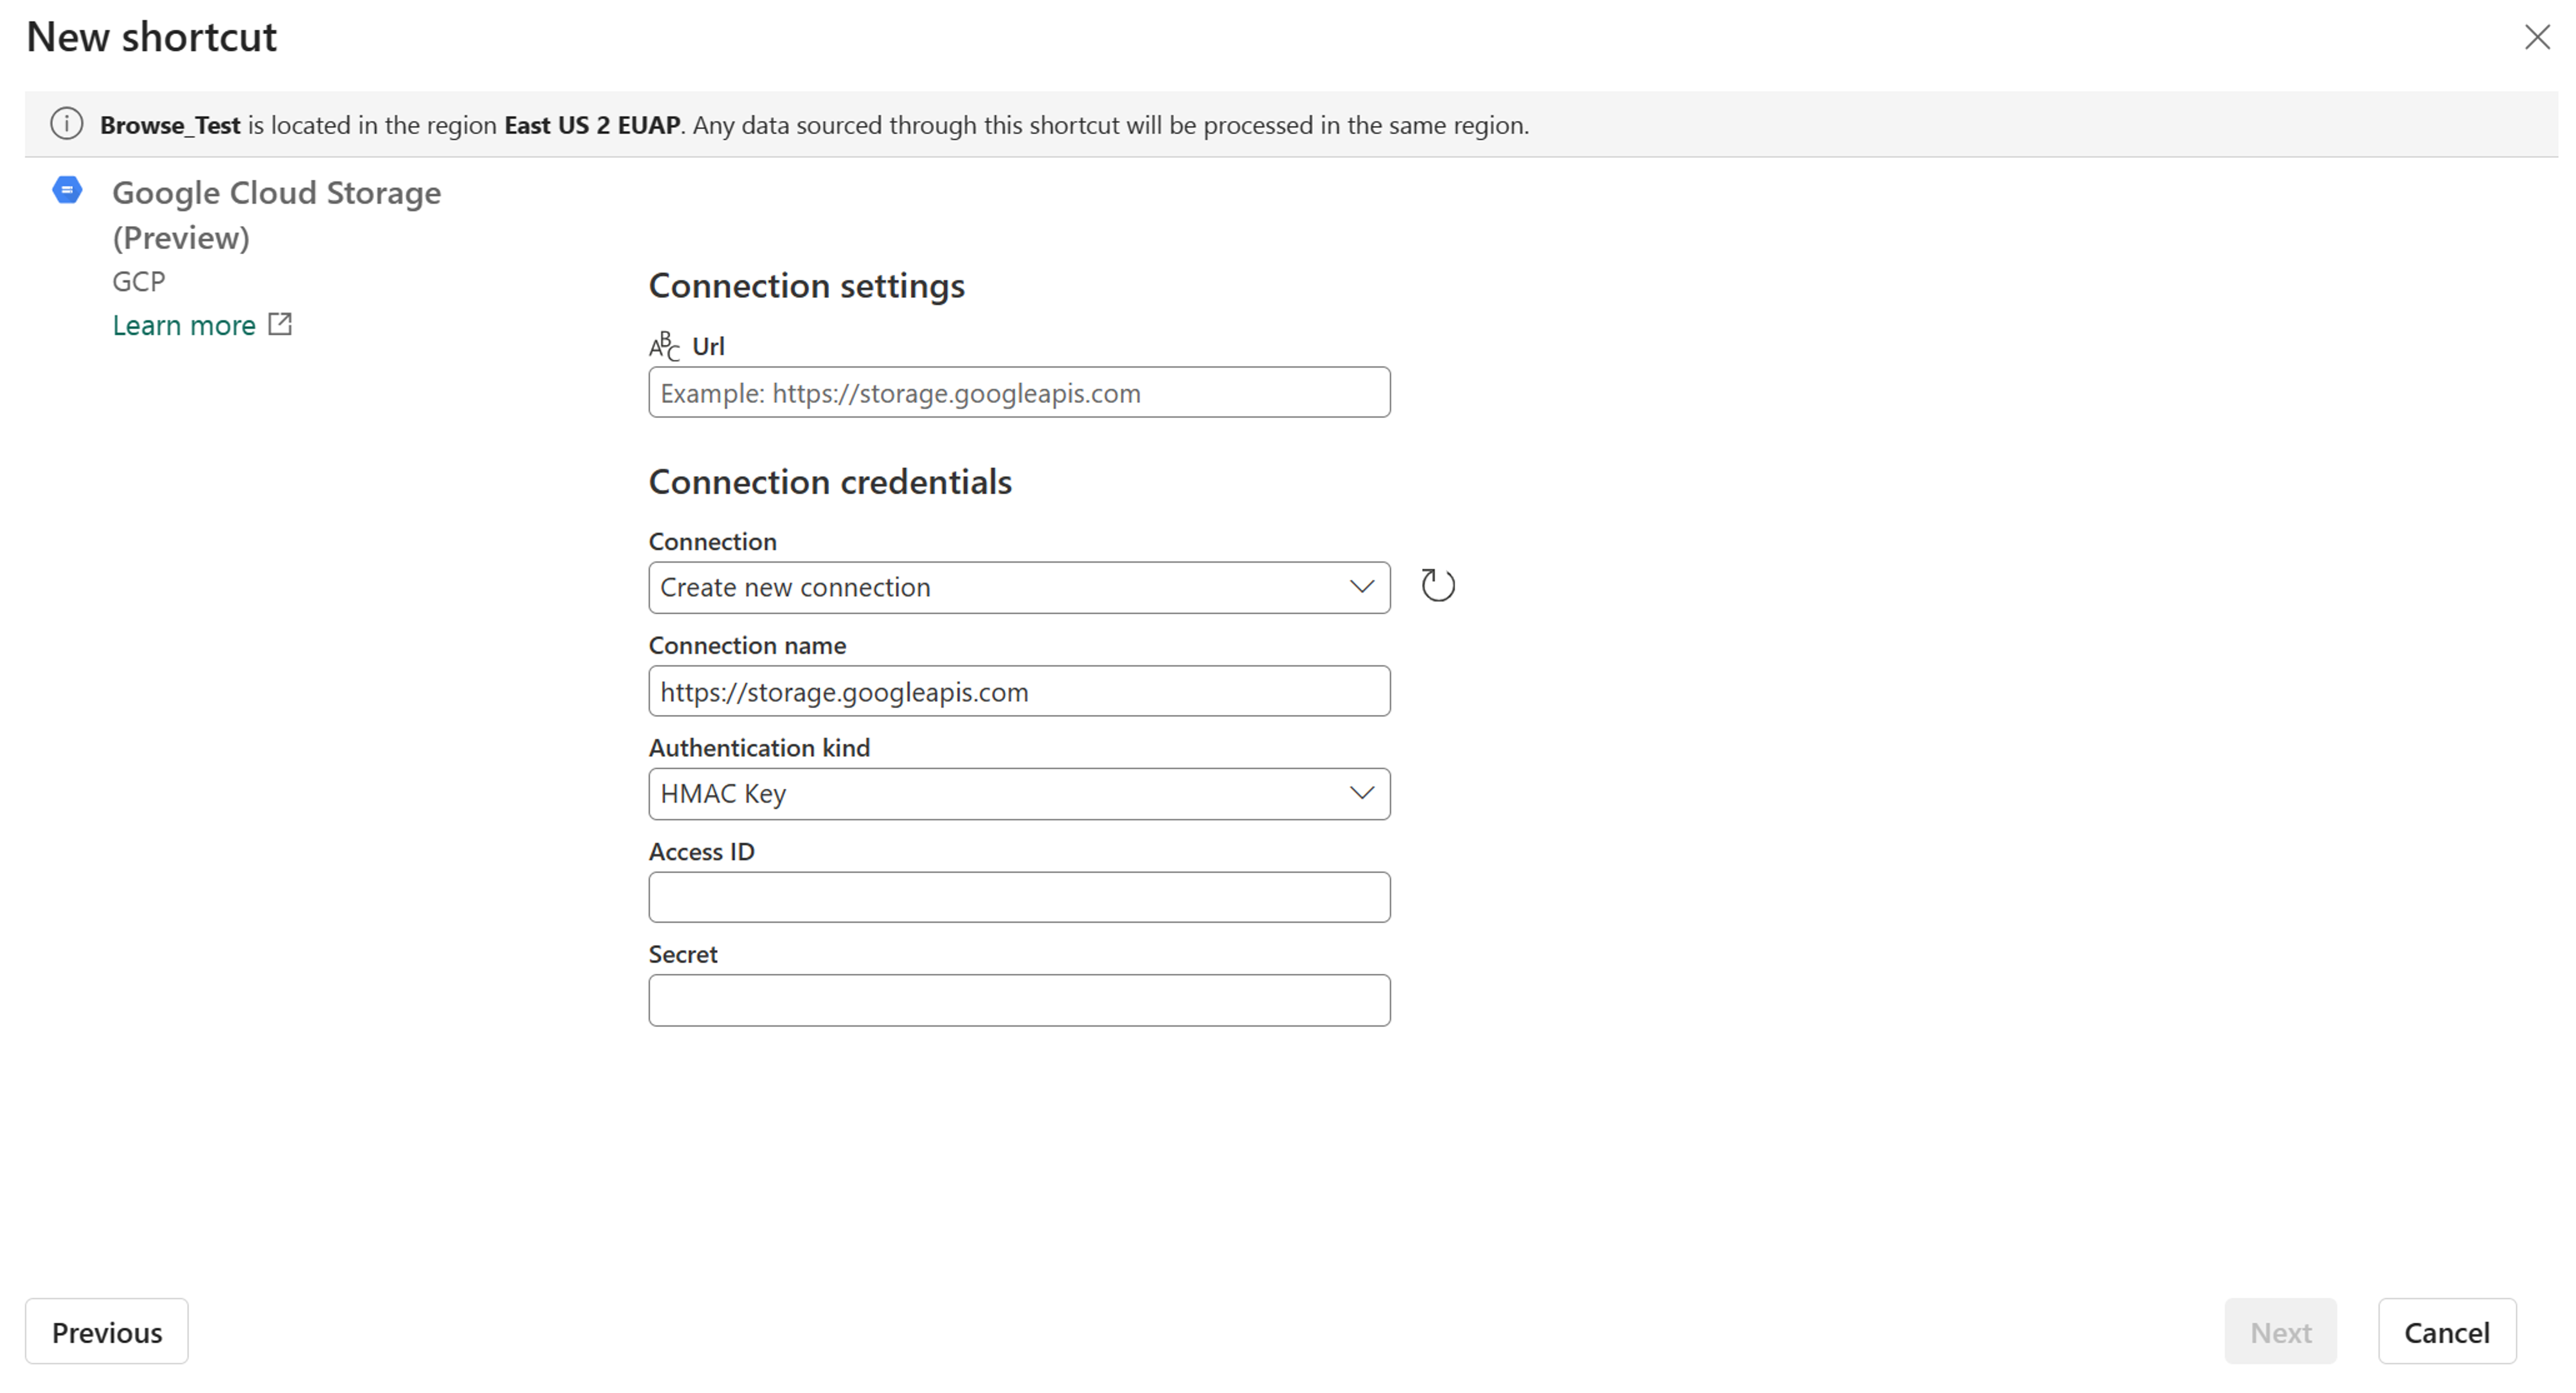 New shortcut
Browse_Test is located in the region East US 2 EUAP. Any data sourced through this shortcut will be processed in the same region.
Google Cloud Storage
(Preview)
GCP
Learn more
Connection settings
ABC Url
Example: https://storage.googleapis.com
Connection credentials
Connection
Create new connection
Connection name
https://storage.googleapis.com
Authentication kind
HMAC Key
Access ID
Secret
Previous
Next
Cancel